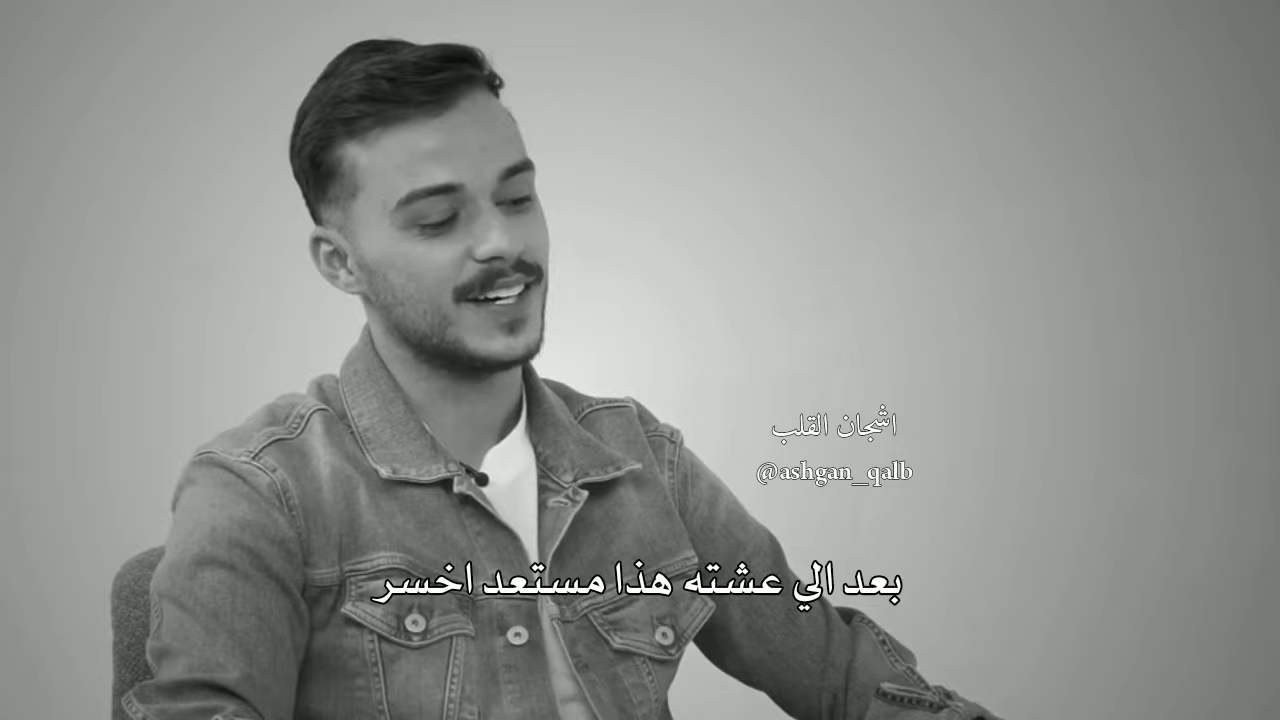 اشجان القلب
@ashgan_qalb
بعد الي عشته هذا مستعد اخسر